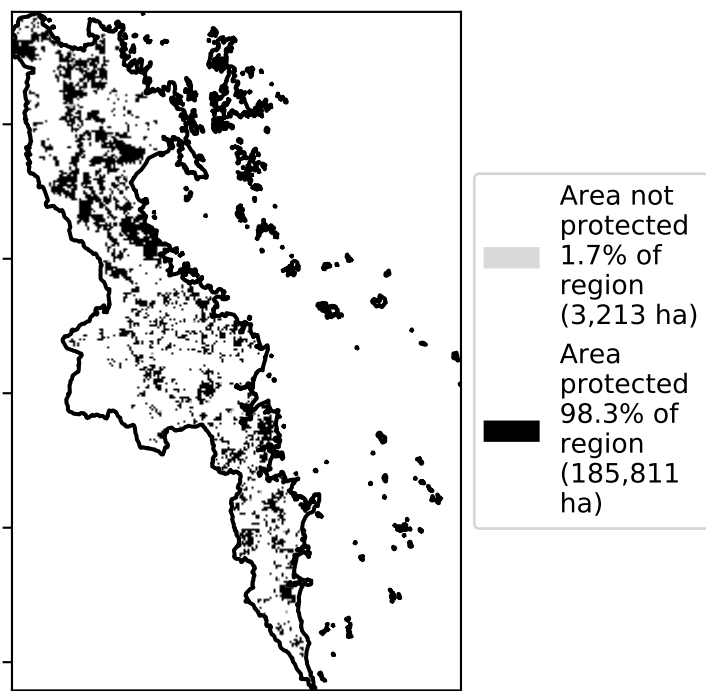 Area not
protected
1.7% of
region
(3,213 ha)
Area
protected
98.3% of
region
(185,811
ha)